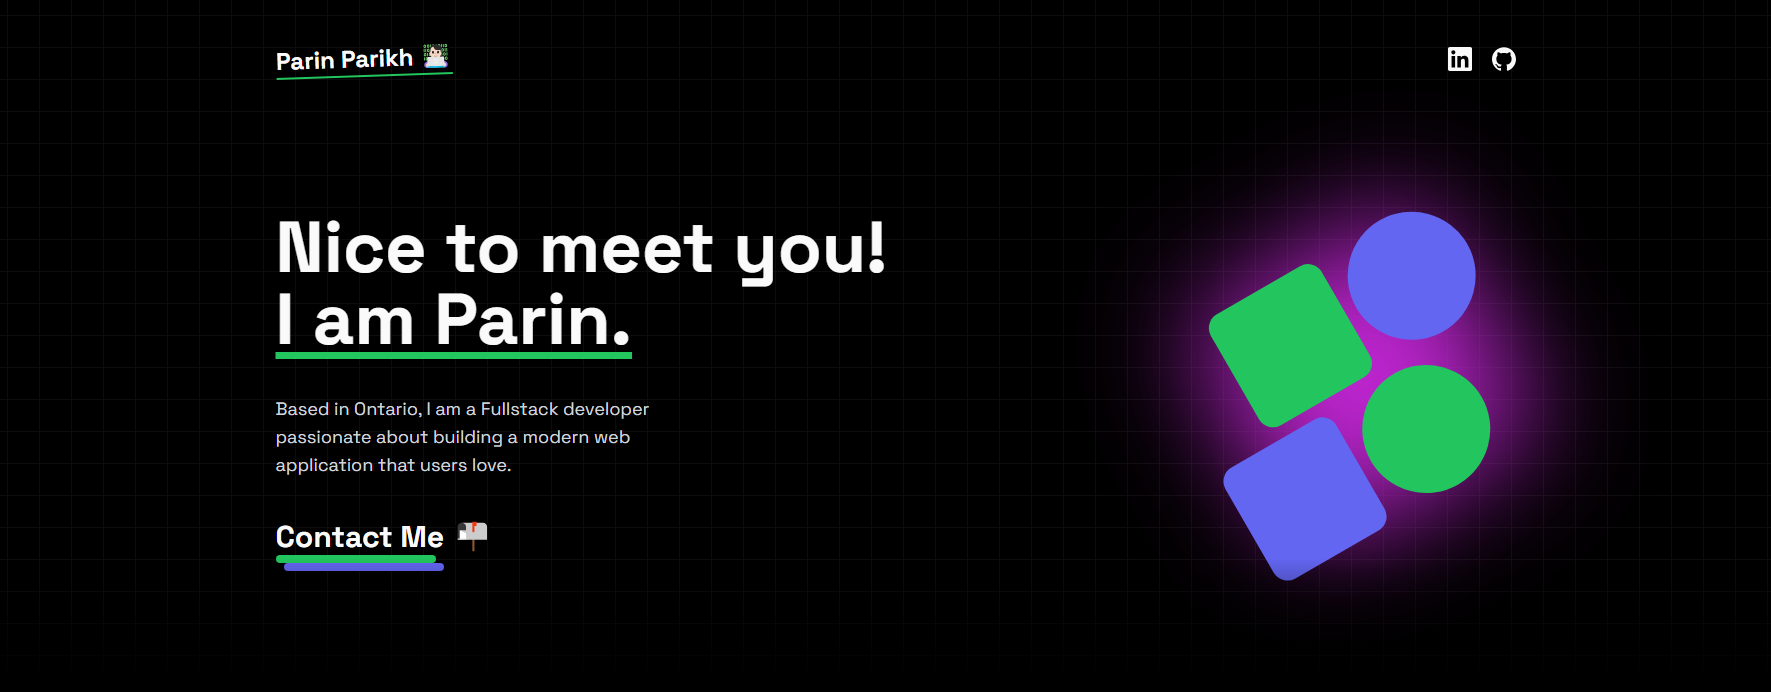 Parin Parikh
Nice to meet you!
I am Parin.
Based in Ontario, I am a Fullstack developer
passionate about building a modern web
application that users love.
Contact Me